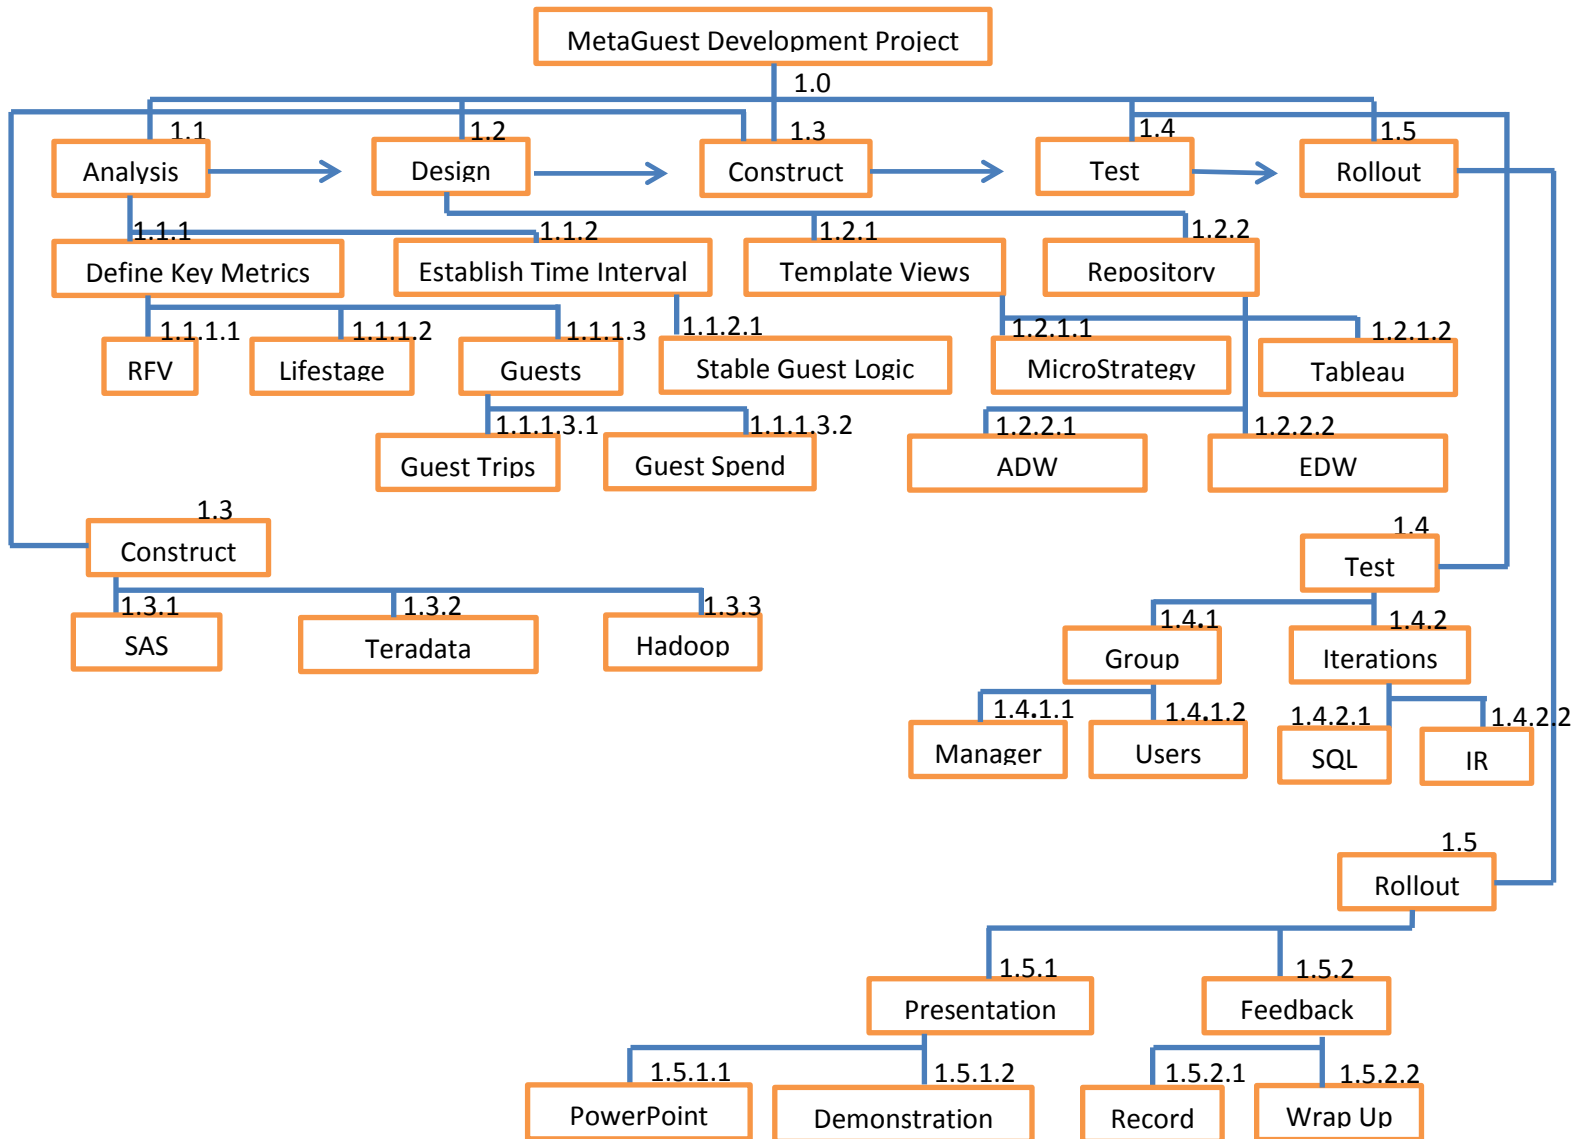 MetaGuest Development Project
1.0
1.1
1.2
1.3
1.4
1.5
Analysis
Design
Construct
Test
Rollout
1.1.1
1.1.2
1.2.1
1.2.2
Define Key Metrics
Establish Time Interval
Template Views
Repository
1.1.1.1
1.1.1.2
1.1.1.3
1.1.2.1
1.2.1.1
1.2.1.2
RFV
Lifestage
Guests
Stable Guest Logic
MicroStrategy
Tableau
1.1.1.3.1
1.1.1.3.2
1.2.2.1
1.2.2.2
Guest Trips
Guest Spend
ADW
EDW
1.3
Construct
1.4
Test
1.3.1
1.3.2
1.3.3
SAS
Teradata
Hadoop
1.4.1
1.4.2
Group
Iterations
1.4.1.1
1.4.1.2
1.4.2.1
1.4.2.2
Manager
Users
SQL
IR
1.5
Rollout
1.5.1
1.5.2
Presentation
Feedback
1.5.1.1
1.5.1.2
1.5.2.1
1.5.2.2
PowerPoint
Demonstration
Record
Wrap Up